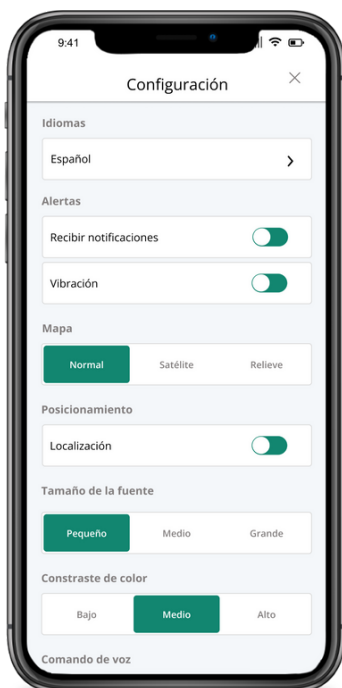 9:41
Configuración
Idiomas
Español
Alertas
Recibir notificaciones
Vibración
Mapa
Normal Satélite Relieve
Posicionamiento
Localización
Tamaño de la fuente
Pequeño Medio Grande
Constraste de color
Bajo Medio Alto
Comando de voz